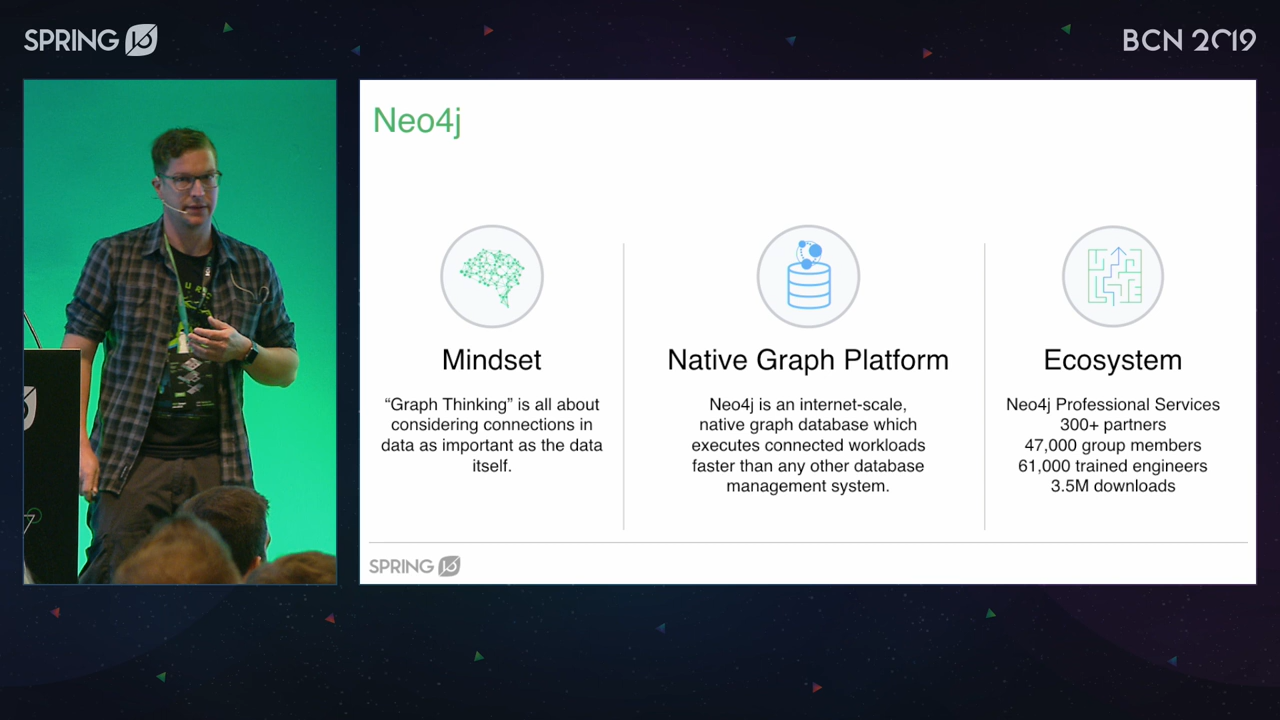 SPRING
BCN 2019
Neo4j
Mindset
“Graph Thinking” is all about
considering connections in
data as important as the data
itself.
Native Graph Platform
Neo4j is an internet-scale,
native graph database which
executes connected workloads
faster than any other database
management system.
Ecosystem
Neo4j Professional Services
300+ partners
47,000 group members
61,000 trained engineers
3.5M downloads
SPRING